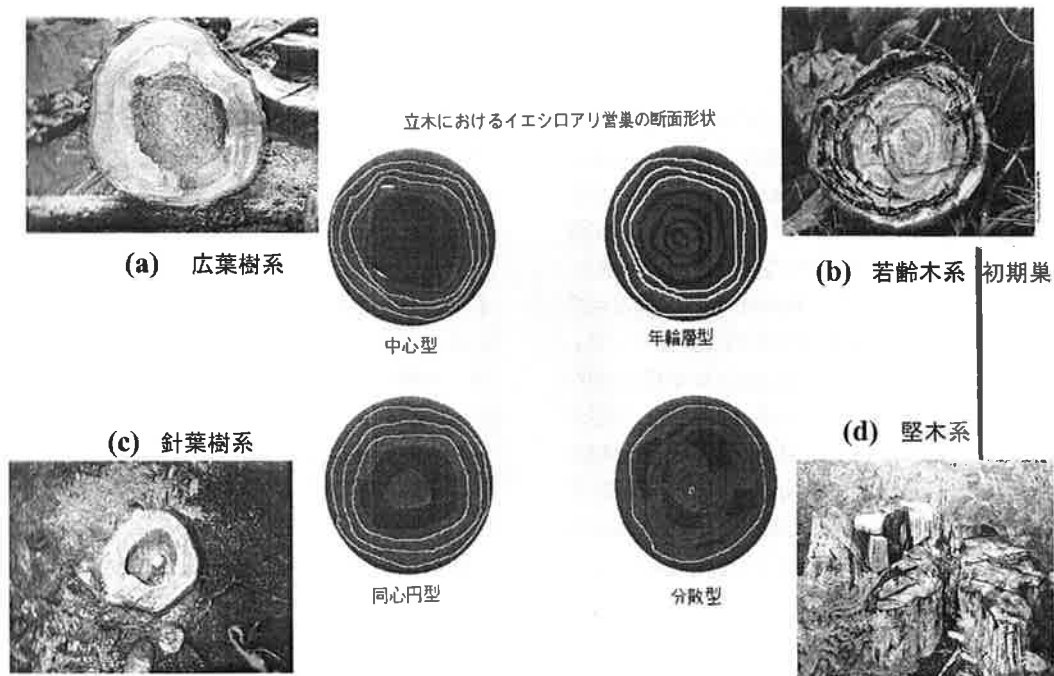 立木におけるイエシロアリ営巣の断面形状
(a) 広葉樹系
(b) 若齢木系 初期巣
中心型
年輪層型
(c) 針葉樹系
(d) 堅木系
同心円型
分散型